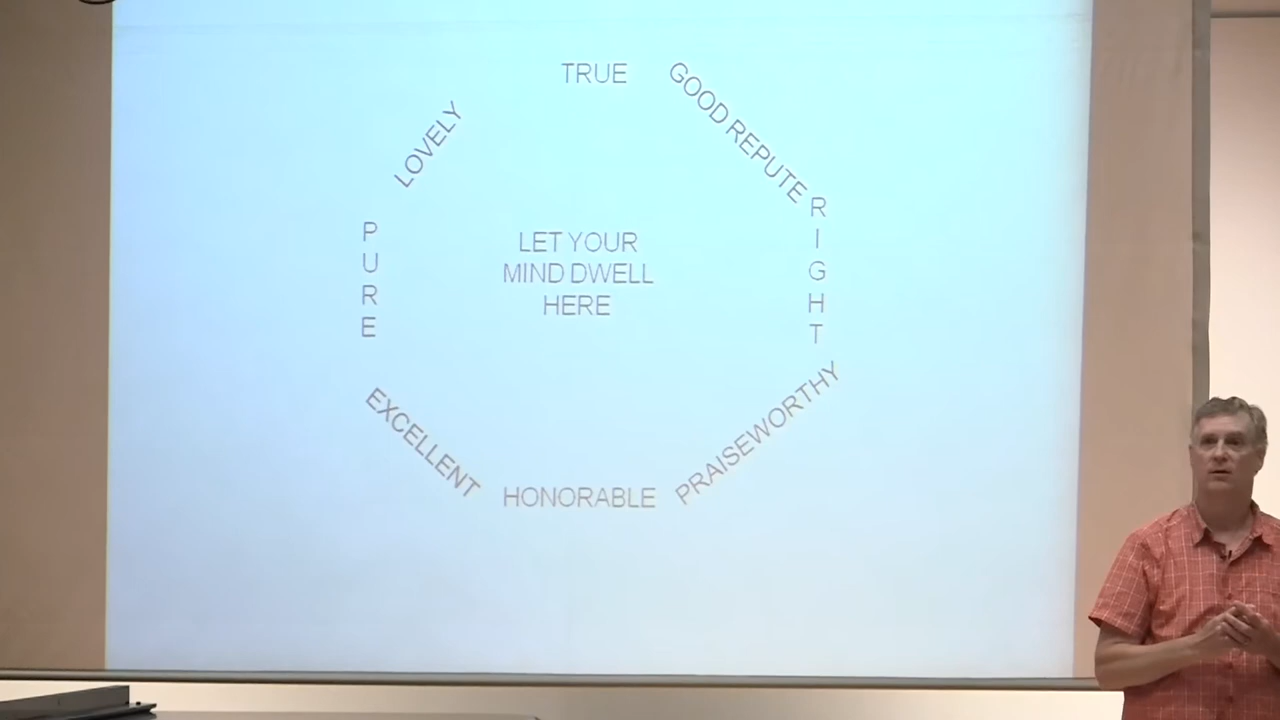 TRUE
GOOD REPUTE
RIGHT
PRAISEWORTHY
HONORABLE
EXCELLENT
PURE
LOVELY
LET YOUR
MIND DWELL
HERE